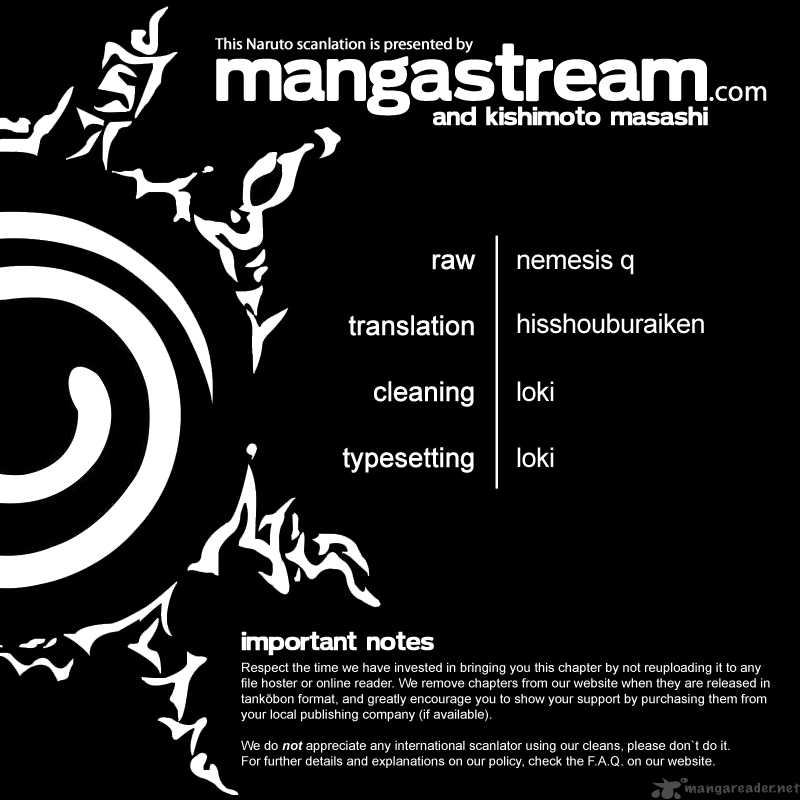 This Naruto scanlation is presented by
mangastream.com
and kishimoto masashi
raw nemesis q
translation hisshouburaiken
cleaning loki
typesetting loki
important notes
Respect the time we have invested in bringing you this chapter by not reuploading it to any
file hoster or online reader. We remove chapters from our website when they are released in
tankōbon format, and greatly encourage you to show your support by purchasing them from
your local publishing company (if available).
We do not appreciate any international scanlator using our cleans, please don`t do it.
For further details and explanations on our policy, check the F.A.Q. on our website.
mangareader.net